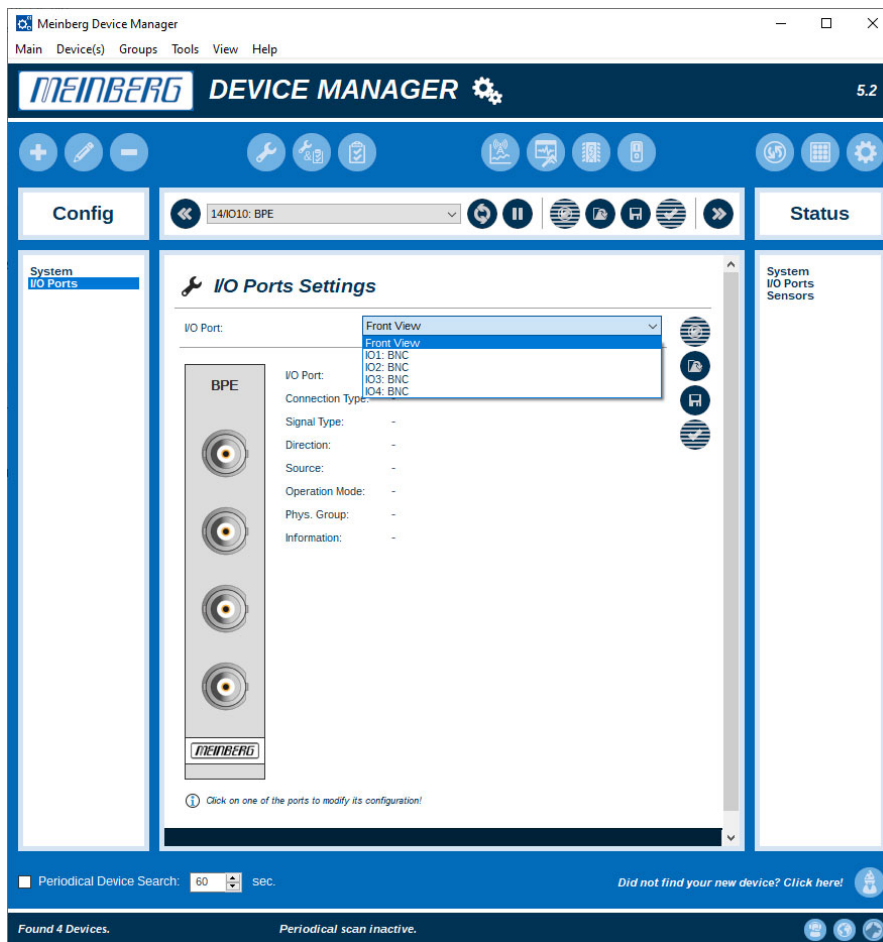 Meinberg Device Manager
Main Device(s) Groups Tools View Help
MEINBERG DEVICE MANAGER 5.2
Config
14/IO10: BPE
Status
System
I/O Ports
I/O Ports Settings
I/O Port:
Front View
Front View
IO1: BNC
IO2: BNC
IO3: BNC
IO4: BNC
BPE
I/O Port:
Connection Type: -
Signal Type: -
Direction: -
Source: -
Operation Mode: -
Phys. Group: -
Information: -
MEINBERG
Click on one of the ports to modify its configuration!
System
I/O Ports
Sensors
Periodical Device Search: 60 sec.
Did not find your new device? Click here!
Found 4 Devices.
Periodical scan inactive.